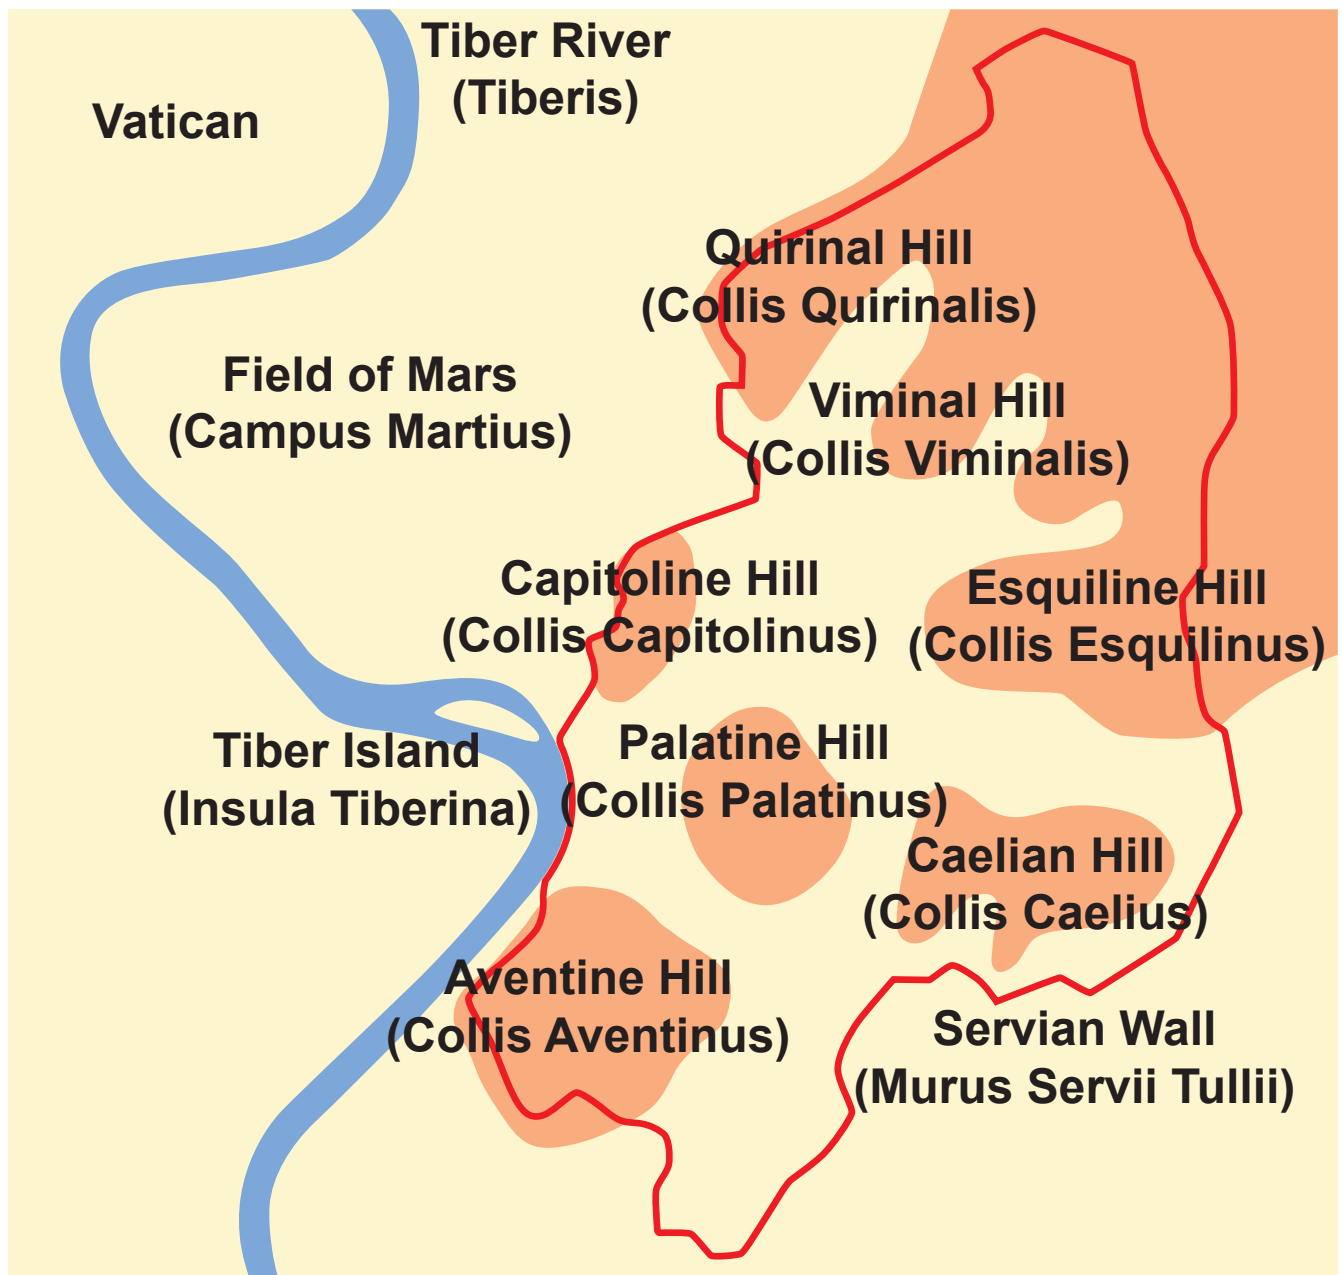 Tiber River
(Tiberis)
Vatican
Quirinal Hill
(Collis Quirinalis)
Field of Mars
(Campus Martius)
Viminal Hill
(Collis Viminalis)
Capitoline Hill
(Collis Capitolinus)
Esquiline Hill
(Collis Esquilinus)
Tiber Island
(Insula Tiberina)
Palatine Hill
(Collis Palatinus)
Caelian Hill
(Collis Caelius)
Aventine Hill
(Collis Aventinus)
Servian Wall
(Murus Servii Tullii)